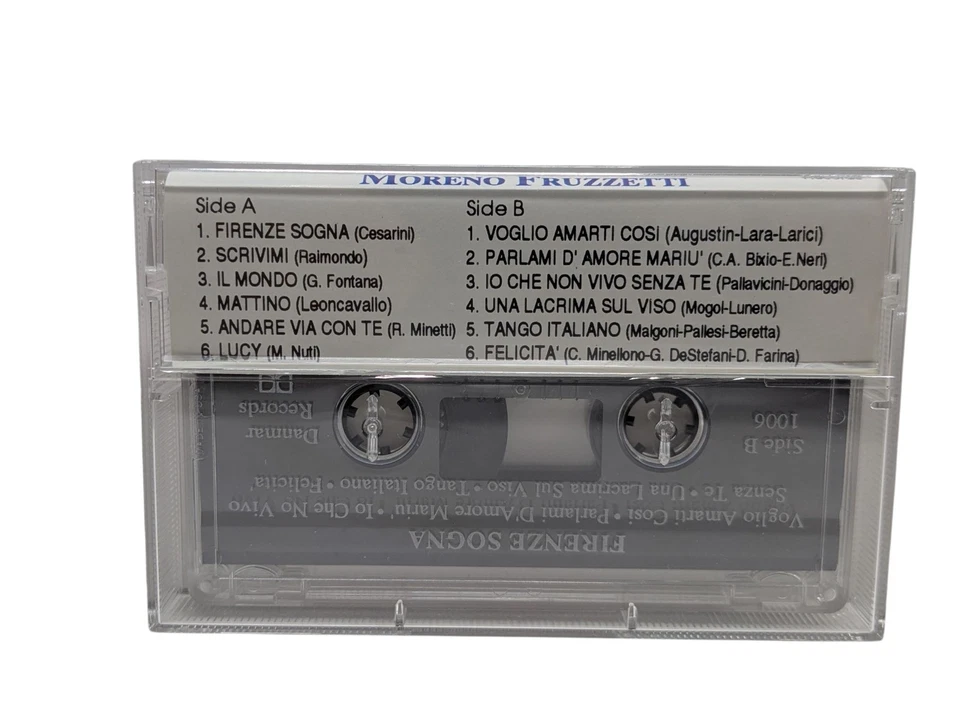 MORENO FRUZZETTI
Side A
1. FIRENZE SOGNA (Cesarini)
2. SCRIVIMI (Raimondo)
3. IL MONDO (G. Fontana)
4. MATTINO (Leoncavallo)
5. ANDARE VIA CON TE (R. Minetti)
6. LUCY (M. Nuti)
Side B
1. VOGLIO AMARTI COSI (Augustin-Lara-Larici)
2. PARLAMI D' AMORE MARIU' (C.A. Bixio-E.Neri)
3. IO CHE NON VIVO SENZA TE (Pallavicini-Donaggio)
4. UNA LACRIMA SUL VISO (Mogol-Lunero)
5. TANGO ITALIANO (Malgoni-Pallesi-Beretta)
6. FELICITA' (C. Minellono-G. DeStefani-D. Farina)
FIRENZE SOGNA
Voglio Amarti Cosi • Parlami D'Amore Mariu' • Io Che No Vivo
Senza Te • Una Lacrima Sul Viso • Tango Italiano • Felicita'
Side B
1006
Danmar
Records